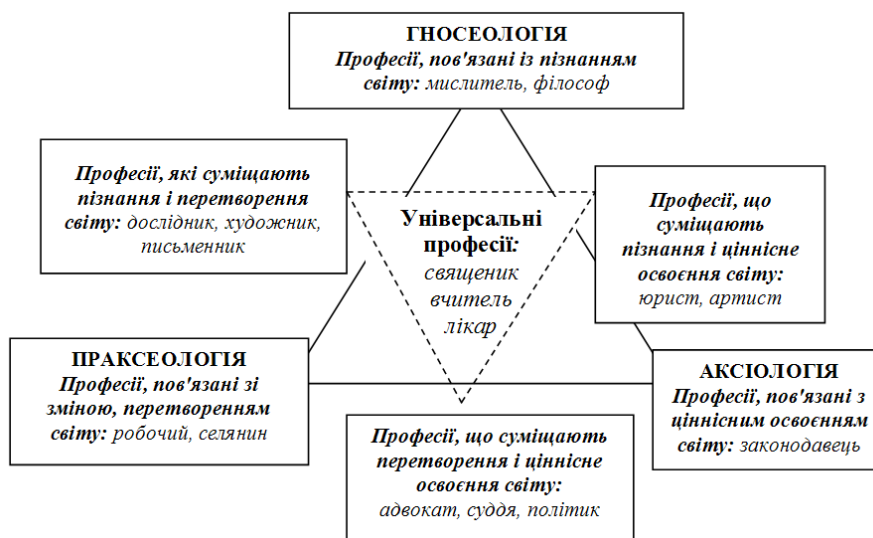 ГНОСЕОЛОГІЯ
Професії, пов'язані із пізнанням
світу: мислитель, філософ
Професії, які суміщають
пізнання і перетворення
світу: дослідник, художник,
письменник
Універсальні
професії:
священик
вчитель
лікар
Професії, що
суміщають
пізнання і ціннісне
освоєння світу:
юрист, артист
ПРАКСЕОЛОГІЯ
Професії, пов'язані зі
зміною, перетворенням
світу: робочий, селянин
Професії, що суміщають
перетворення і ціннісне
освоєння світу:
адвокат, суддя, політик
АКСІОЛОГІЯ
Професії, пов'язані з
ціннісним освоєнням
світу: законодавець